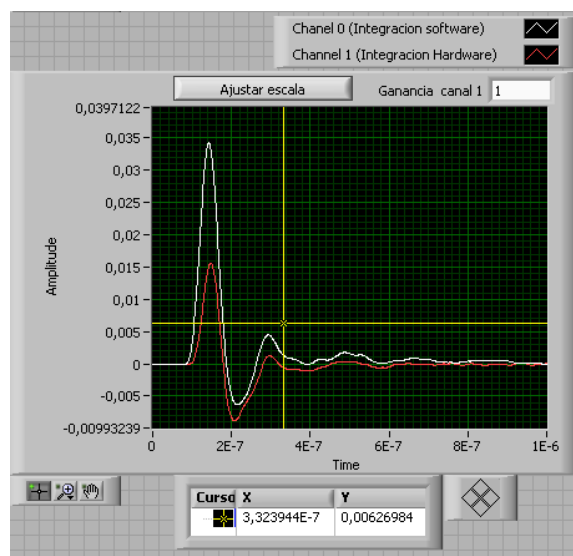 Chanel 0 (Integracion software)
Channel 1 (Integracion Hardware)
Ajustar escala
Ganancia canal 1
1
0,0397122
0,035
0,03
0,025
0,02
0,015
0,01
0,005
0
-0,005
-0,00993239
Amplitude
0 2E-7 4E-7 6E-7 8E-7 1E-6
Time
Curso X Y
3,323944E-7 0,00626984